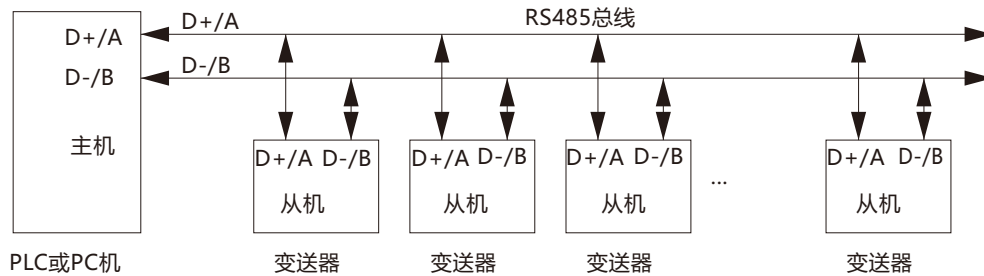 RS485总线
D+/A
D+/A
D-/B
D-/B
主机
D+/A D-/B
从机
D+/A D-/B
从机
D+/A D-/B
从机
...
D+/A D-/B
从机
PLC或PC机
变送器
变送器
变送器
变送器